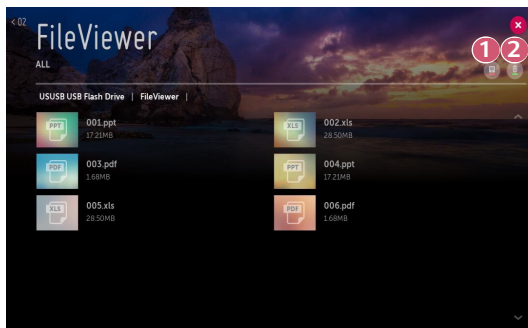 < 02
FileViewer
ALL
1 2
USUSB USB Flash Drive | FileViewer |
PPT 001.ppt
17.21MB
XLS 002.xls
28.50MB
PDF 003.pdf
1.68MB
PPT 004.ppt
17.21MB
XLS 005.xls
28.50MB
PDF 006.pdf
1.68MB